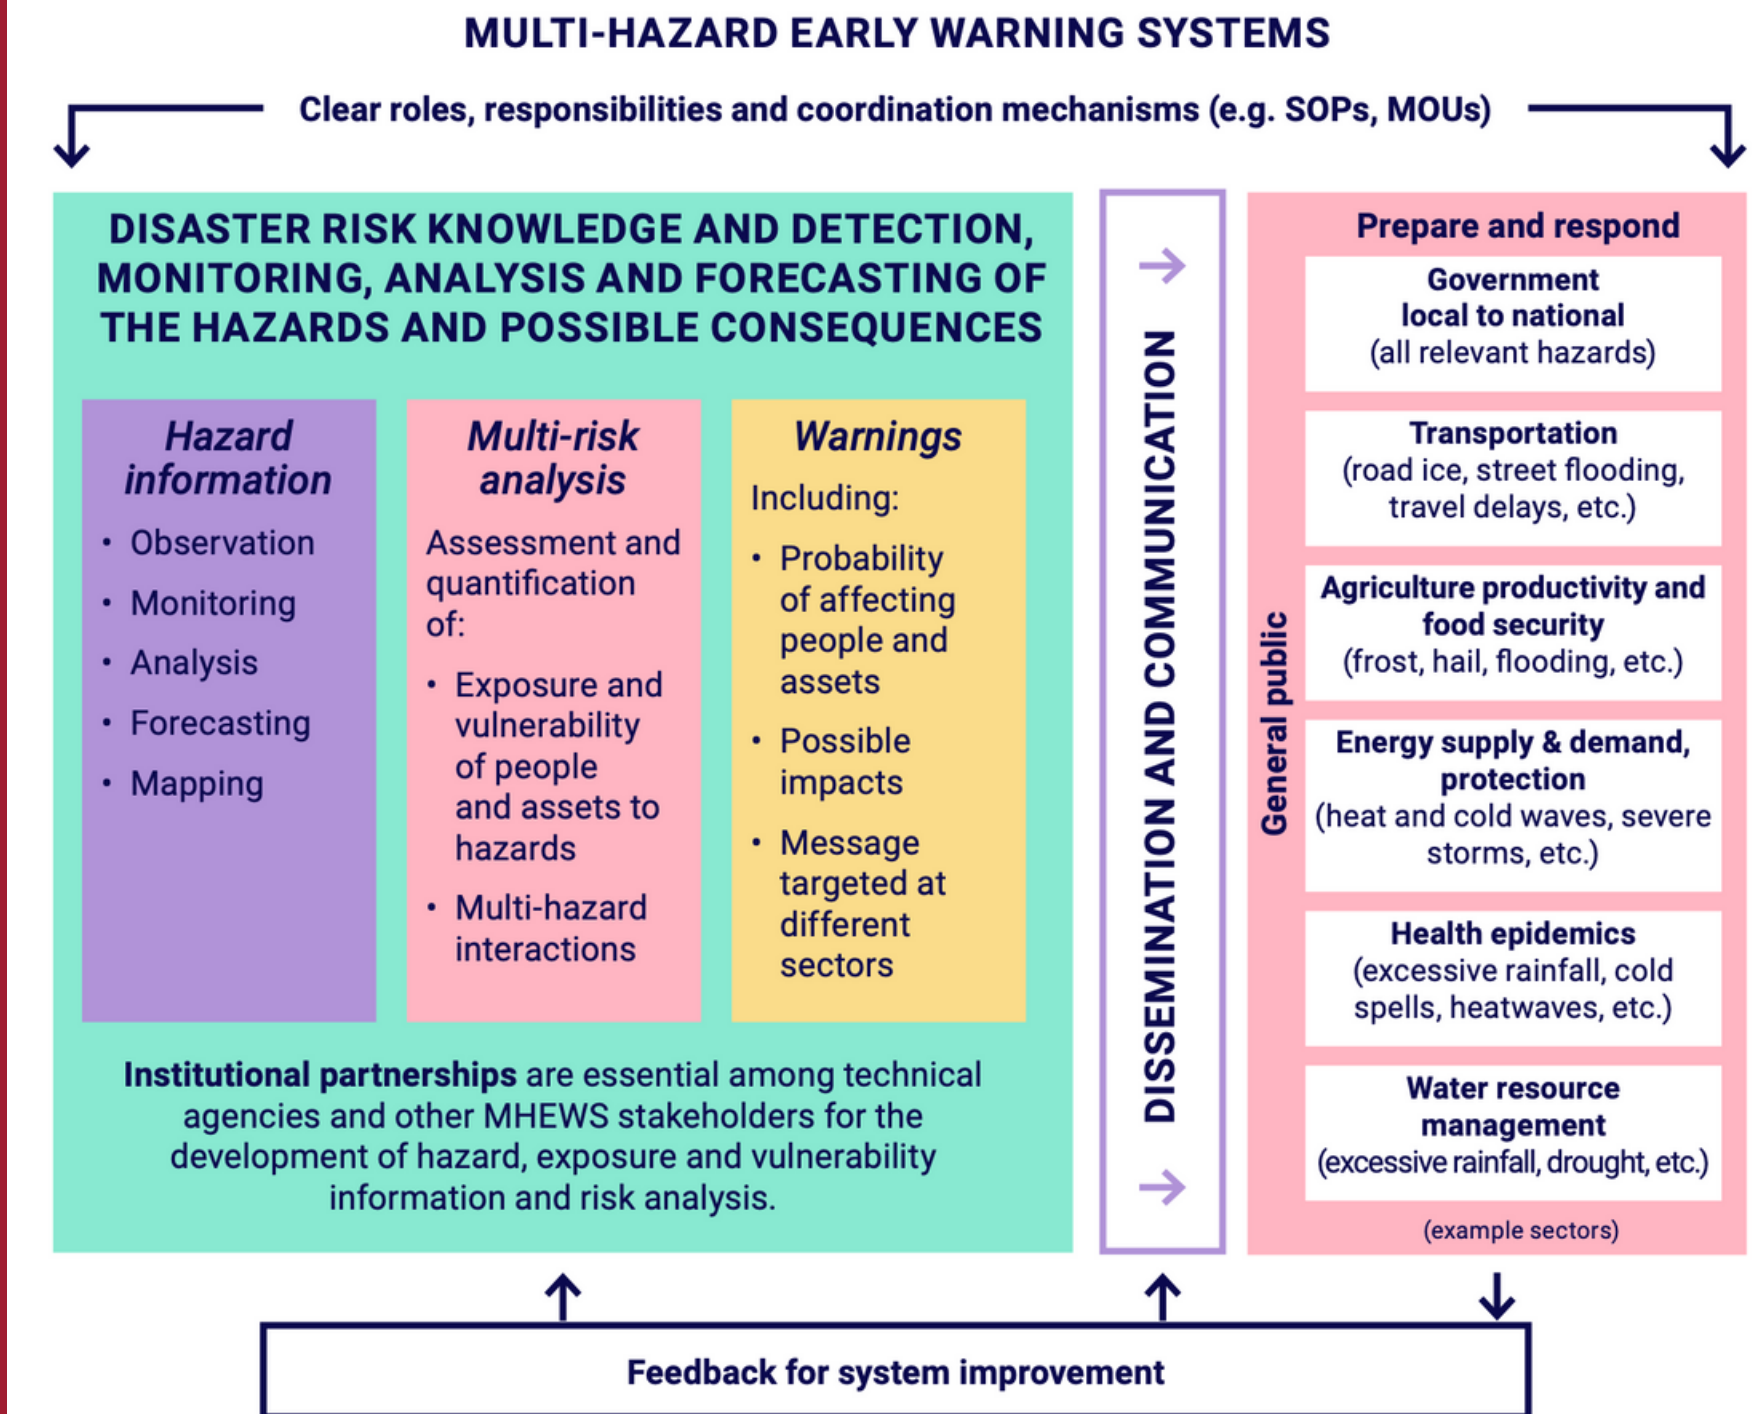 MULTI-HAZARD EARLY WARNING SYSTEMS
Clear roles, responsibilities and coordination mechanisms (e.g. SOPs, MOUs)
DISASTER RISK KNOWLEDGE AND DETECTION,
MONITORING, ANALYSIS AND FORECASTING OF
THE HAZARDS AND POSSIBLE CONSEQUENCES
Hazard
information
• Observation
• Monitoring
• Analysis
• Forecasting
• Mapping
Multi-risk
analysis
Assessment and
quantification
of:
• Exposure and
vulnerability
of people
and assets to
hazards
• Multi-hazard
interactions
Warnings
Including:
• Probability
of affecting
people and
assets
• Possible
impacts
• Message
targeted at
different
sectors
Institutional partnerships are essential among technical
agencies and other MHEWS stakeholders for the
development of hazard, exposure and vulnerability
information and risk analysis.
DISSEMINATION AND COMMUNICATION
General public
Prepare and respond
Government
local to national
(all relevant hazards)
Transportation
(road ice, street flooding,
travel delays, etc.)
Agriculture productivity and
food security
(frost, hail, flooding, etc.)
Energy supply & demand,
protection
(heat and cold waves, severe
storms, etc.)
Health epidemics
(excessive rainfall, cold
spells, heatwaves, etc.)
Water resource
management
(excessive rainfall, drought, etc.)
(example sectors)
Feedback for system improvement